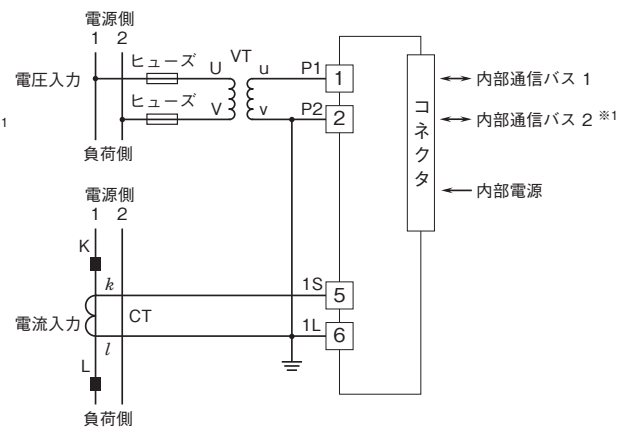 電源側
1 2
ヒューズ
VT
U u P1 1
電圧入力
内部通信バス 1
1
ヒューズ
V v P2 2
内部通信バス 2 ※1
コネクタ
負荷側
内部電源
電源側
1 2
K
k
1S 5
電流入力
CT
1L 6
l
L
負荷側